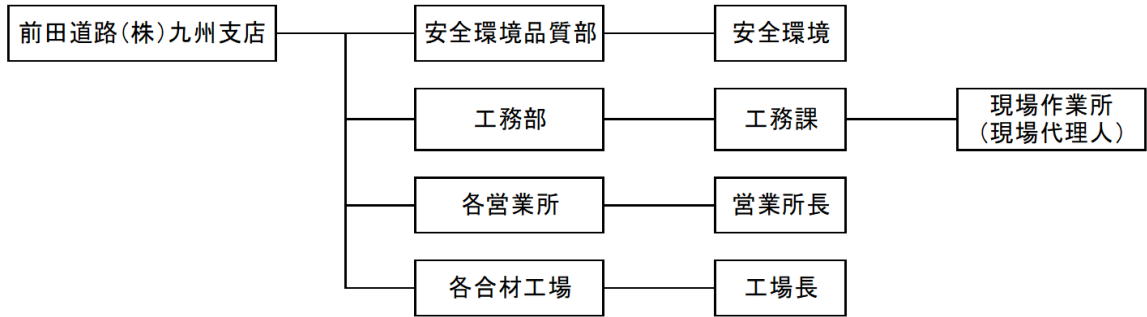 前田道路(株)九州支店
安全環境品質部
安全環境
工務部
工務課
現場作業所
(現場代理人)
各営業所
営業所長
各合材工場
工場長